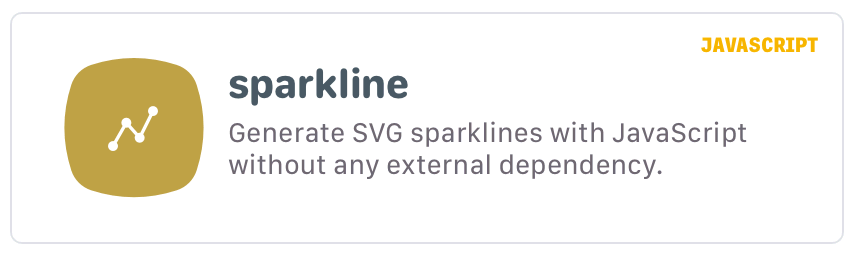 JAVASCRIPT
sparkline
Generate SVG sparklines with JavaScript
without any external dependency.